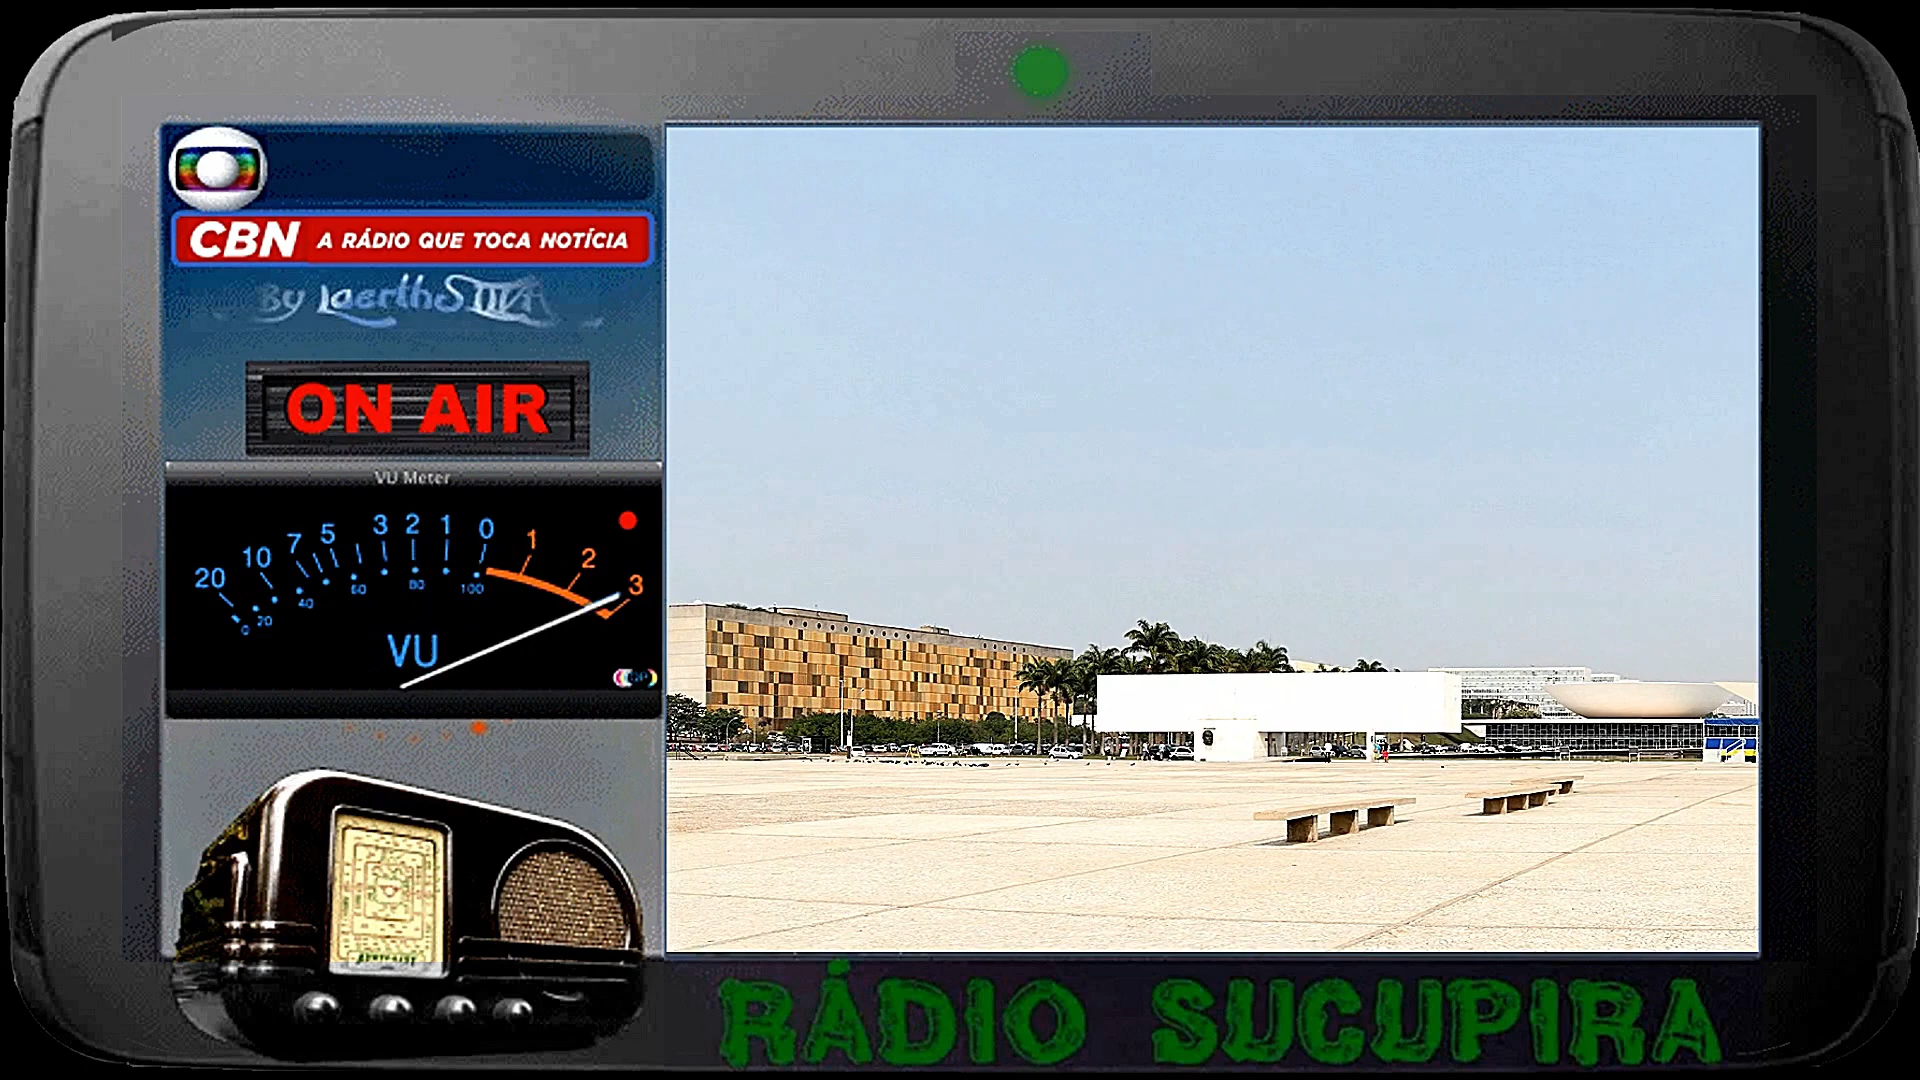 CBN A RÁDIO QUE TOCA NOTÍCIA
By LaerthoSILVA
ON AIR
VU Meter
20 10 7 5 3 2 1 0 1 2 3
0 20 40 60 80 100
VU
RÁDIO SUCUPIRA